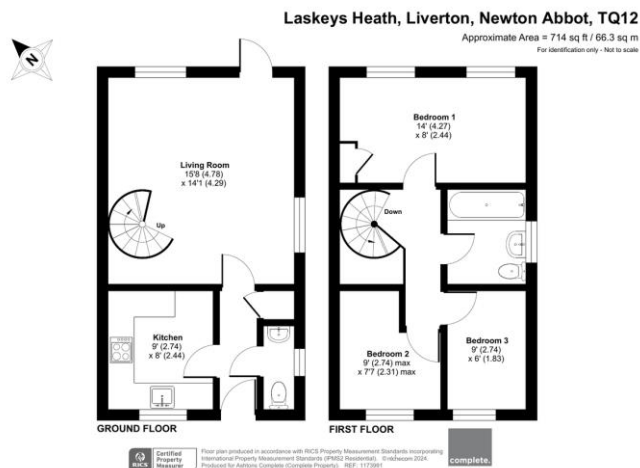 Laskeys Heath, Liverton, Newton Abbot, TQ12
Approximate Area = 714 sq ft / 66.3 sq m
For identification only - Not to scale
N
Living Room
15'8 (4.78)
x 14'1 (4.29)
Up
Kitchen
9' (2.74)
x 8' (2.44)
GROUND FLOOR
Bedroom 1
14' (4.27)
x 8' (2.44)
Down
Bedroom 2
9' (2.74) max
x 7'7 (2.31) max
Bedroom 3
9' (2.74)
x 6' (1.83)
FIRST FLOOR
RICS
Certified
Property
Measurer
Floor plan produced in accordance with RICS Property Measurement Standards incorporating
International Property Measurement Standards (IPMS2 Residential). ©nichecom 2024.
Produced for Ashtons Complete (Complete Property). REF: 1173981
complete.